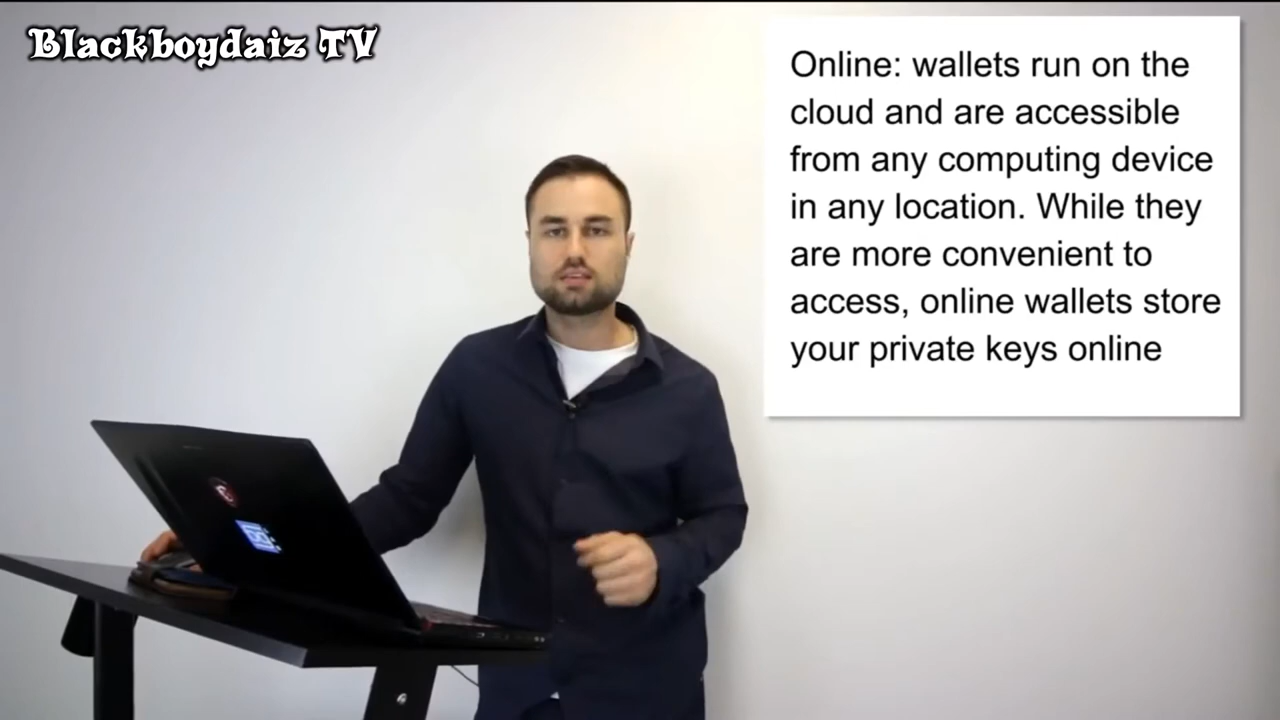 Blackboydaiz TV
Online: wallets run on the
cloud and are accessible
from any computing device
in any location. While they
are more convenient to
access, online wallets store
your private keys online